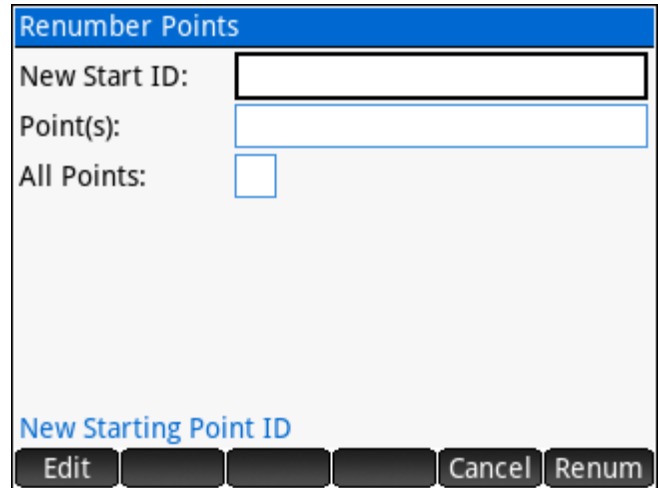 Renumber Points
New Start ID:
Point(s):
All Points:
New Starting Point ID
Edit Cancel Renum